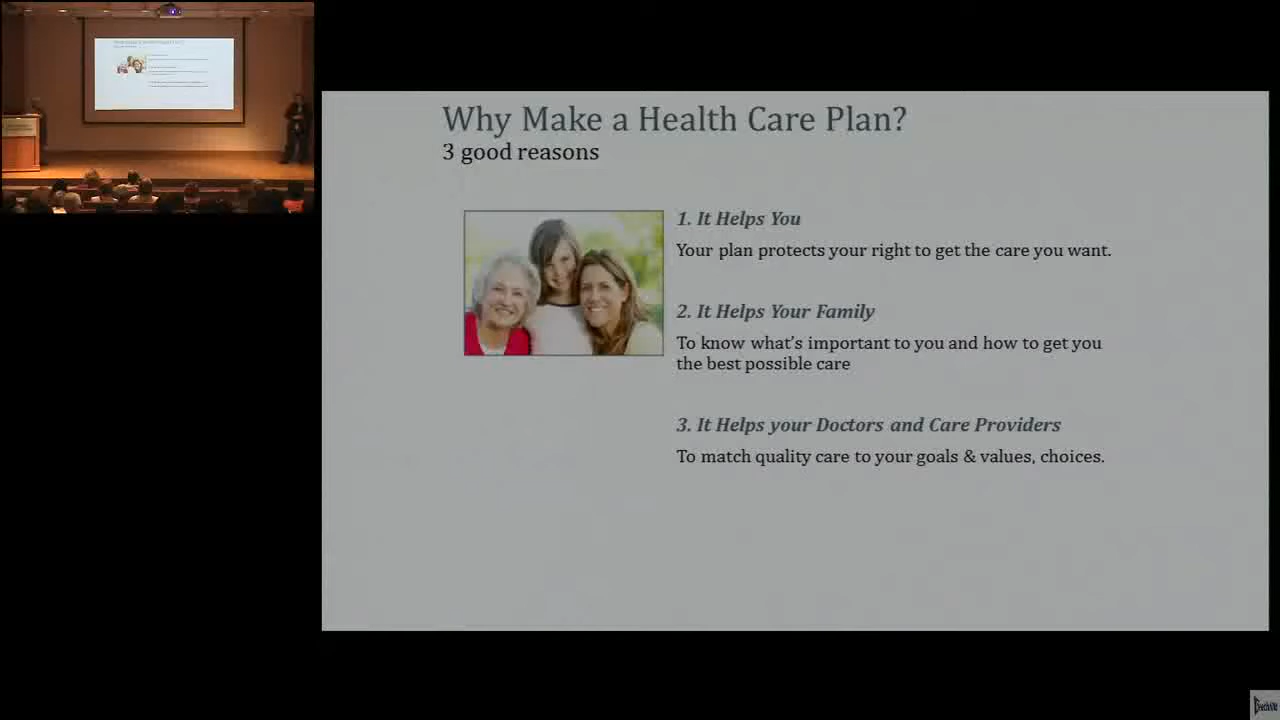 Why Make a Health Care Plan?
3 good reasons
1. It Helps You
Your plan protects your right to get the care you want.
2. It Helps Your Family
To know what's important to you and how to get you
the best possible care
3. It Helps your Doctors and Care Providers
To match quality care to your goals & values, choices.